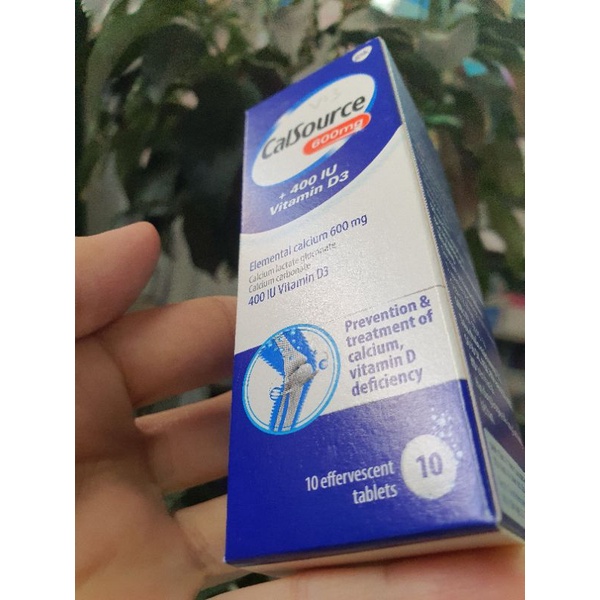 CalSource
600mg
+ 400 IU
Vitamin D3
Elemental calcium 600 mg
Calcium lactate gluconate
Calcium carbonate
400 IU Vitamin D3
Prevention &
treatment of
calcium,
vitamin D
deficiency
10 effervescent
tablets
10